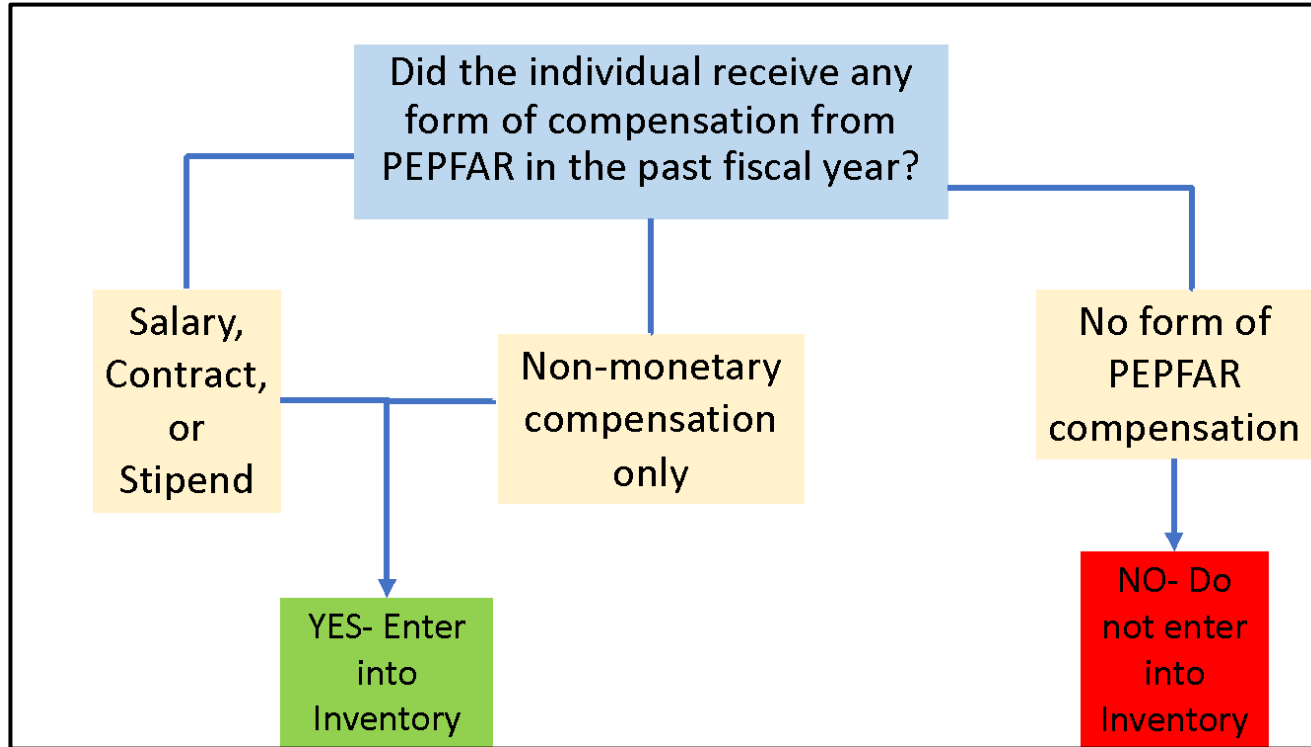 Did the individual receive any
form of compensation from
PEPFAR in the past fiscal year?
Salary,
Contract,
or
Stipend
Non-monetary
compensation
only
No form of
PEPFAR
compensation
YES- Enter
into
Inventory
NO- Do
not enter
into
Inventory